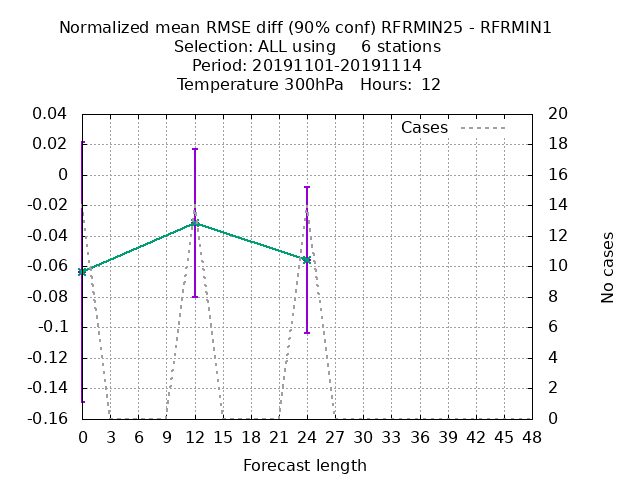 Normalized mean RMSE diff (90% conf) RFRMIN25 - RFRMIN1
Selection: ALL using 6 stations
Period: 20191101-20191114
Temperature 300hPa Hours: 12
Cases
0.04
0.02
0
-0.02
-0.04
-0.06
-0.08
-0.1
-0.12
-0.14
-0.16
20
18
16
14
12
10
8
6
4
2
0
No cases
0 3 6 9 12 15 18 21 24 27 30 33 36 39 42 45 48
Forecast length